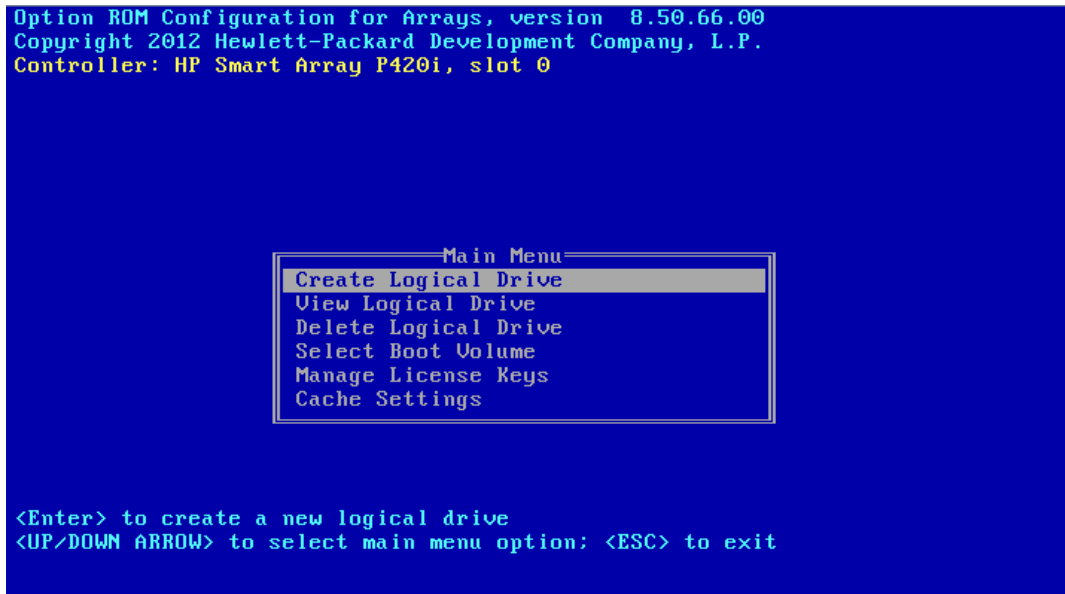 Option ROM Configuration for Arrays, version  8.50.66.00
Copyright 2012 Hewlett-Packard Development Company, L.P.
Controller: HP Smart Array P420i, slot 0
Main Menu
Create Logical Drive
View Logical Drive
Delete Logical Drive
Select Boot Volume
Manage License Keys
Cache Settings
<Enter> to create a new logical drive
<UP/DOWN ARROW> to select main menu option; <ESC> to exit